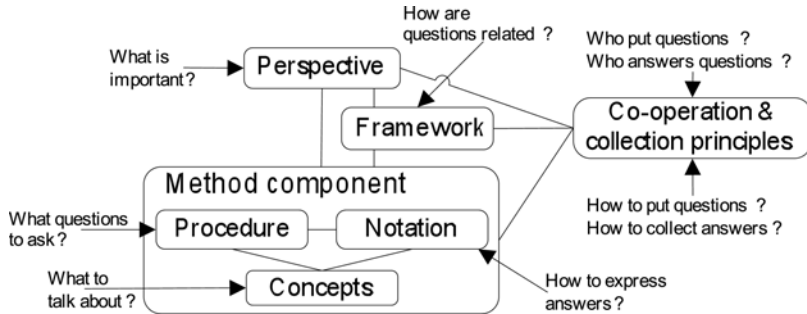 How are
questions related ?
What is
important?
Perspective
Who put questions ?
Who answers questions ?
Framework
Co-operation &
collection principles
Method component
What questions
to ask?
Procedure
Notation
How to put questions ?
How to collect answers ?
What to
talk about ?
Concepts
How to express
answers ?